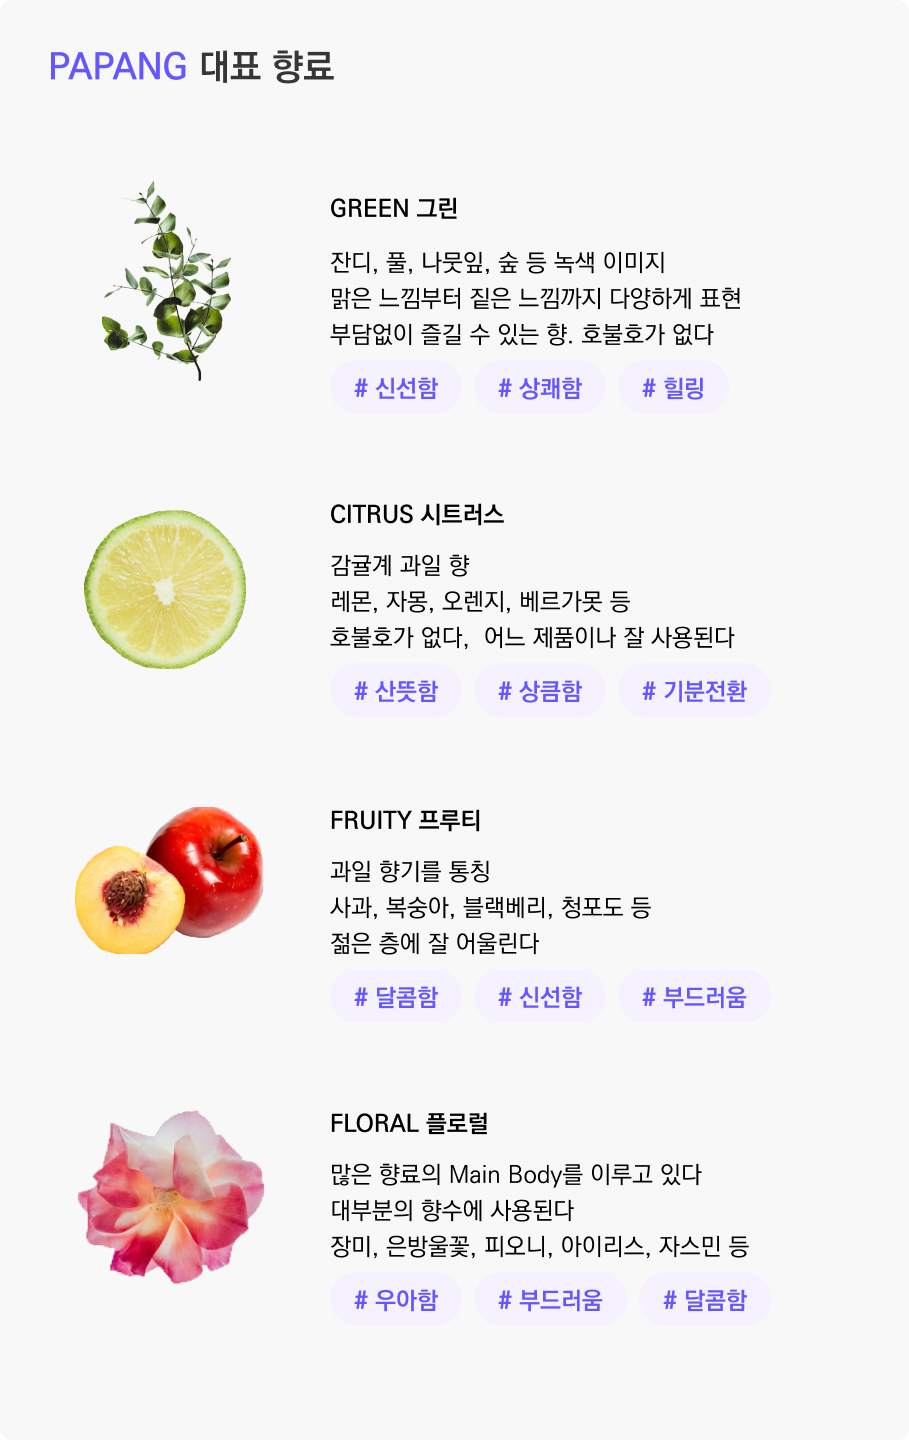 PAPANG 대표 향료
GREEN 그린
잔디, 풀, 나뭇잎, 숲 등 녹색 이미지
맑은 느낌부터 짙은 느낌까지 다양하게 표현
부담없이 즐길 수 있는 향. 호불호가 없다
# 신선함 # 상쾌함 # 힐링
CITRUS 시트러스
감귤계 과일 향
레몬, 자몽, 오렌지, 베르가못 등
호불호가 없다, 어느 제품이나 잘 사용된다
# 산뜻함 # 상큼함 # 기분전환
FRUITY 프루티
과일 향기를 통칭
사과, 복숭아, 블랙베리, 청포도 등
젊은 층에 잘 어울린다
# 달콤함 # 신선함 # 부드러움
FLORAL 플로럴
많은 향료의 Main Body를 이루고 있다
대부분의 향수에 사용된다
장미, 은방울꽃, 피오니, 아이리스, 자스민 등
# 우아함 # 부드러움 # 달콤함